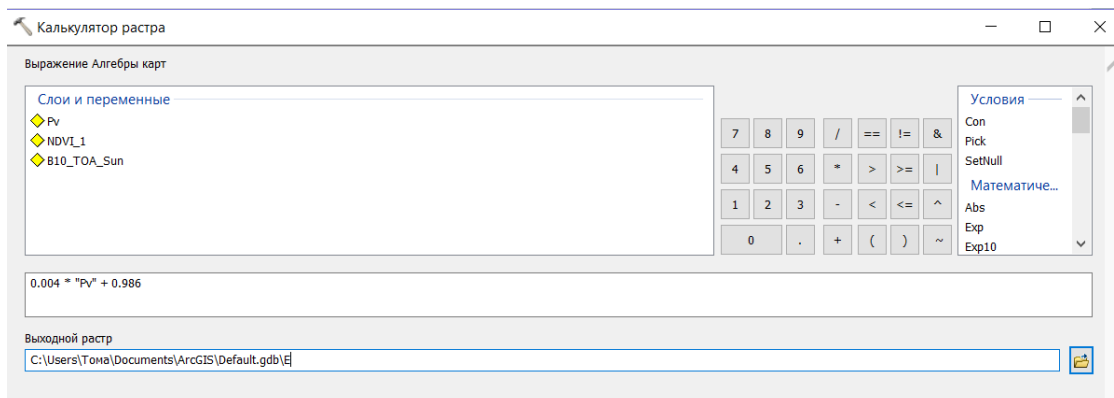 Калькулятор растра
Выражение Алгебры карт
Слои и переменные
Pv
NDVI_1
B10_TOA_Sun
7 8 9 / == != &
4 5 6 * > >= |
1 2 3 - < <= ^
0 . + ( ) ~
Условия
Con
Pick
SetNull
Математиче...
Abs
Exp
Exp10
0.004 * "Pv" + 0.986
Выходной растр
C:\Users\Тома\Documents\ArcGIS\Default.gdb\E